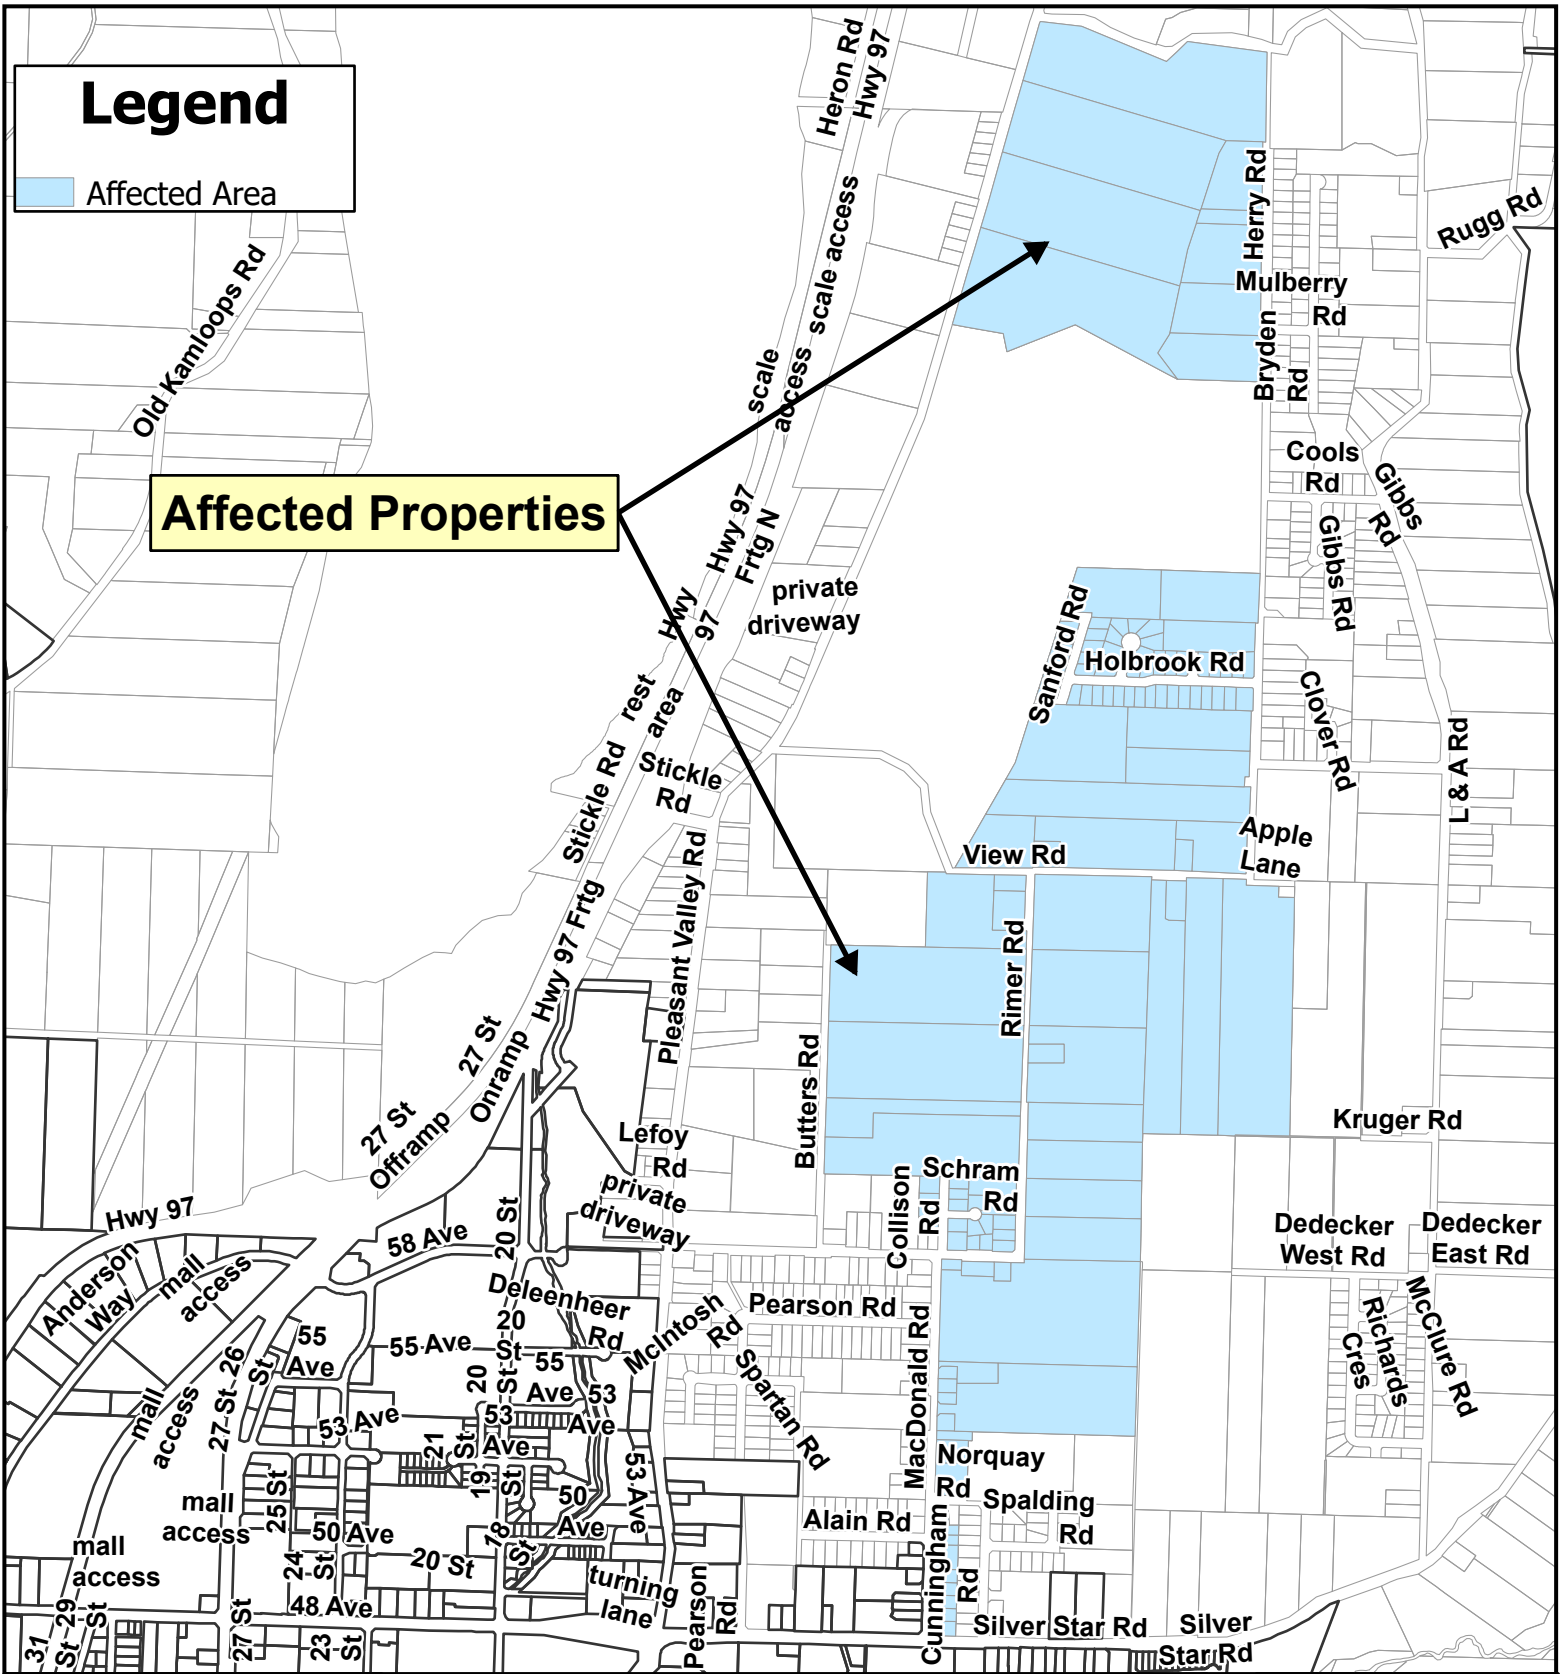 Legend
Affected Area
Heron Rd
Hwy 97
scale access
scale
access
Old Kamloops Rd
Herry Rd
Rugg Rd
Mulberry
Rd
Bryden
Rd
Cools
Rd
Gibbs
Rd
Gibbs Rd
Affected Properties
Hwy 97
Frtg N
Hwy
97
private
driveway
Sanford Rd
Holbrook Rd
Clover Rd
L & A Rd
rest
area
Stickle Rd
Stickle
Rd
Apple
Lane
View Rd
Pleasant Valley Rd
Hwy 97 Frtg
Rimer Rd
27 St
Onramp
Butters Rd
27 St
Offramp
Kruger Rd
Lefoy
Rd
private
driveway
Schram
Rd
Collison
Rd
Hwy 97
58 Ave
20 St
Dedecker
West Rd
Dedecker
East Rd
Anderson
Way
mall
access
Deleenheer
Rd
Pearson Rd
McIntosh
Rd
MacDonald Rd
McClure Rd
Richards
Cres
26
St
55
Ave
55 Ave
20
St
55
Ave
20
St
Spartan Rd
mall
access
27 St
53 Ave
53
Ave
53
Ave
53 Ave
21
St
19
St
Norquay
Rd
mall
access
25 St
50 Ave
50
Ave
18
St
Alain Rd
Spalding
Rd
mall
access
24
St
20 St
turning
lane
Cunningham
Rd
48 Ave
Pearson
Rd
31
St
29
St
27 St
23
St
Silver Star Rd
Silver
Star Rd